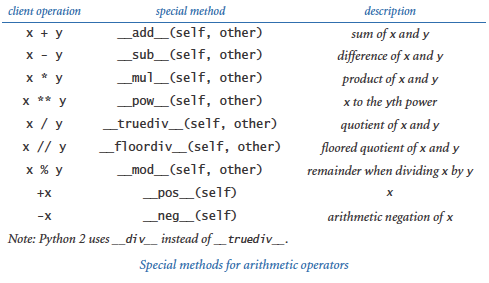 client operation special method description
x + y __add__(self, other) sum of x and y
x - y __sub__(self, other) difference of x and y
x * y __mul__(self, other) product of x and y
x ** y __pow__(self, other) x to the yth power
x / y __truediv__(self, other) quotient of x and y
x // y __floordiv__(self, other) floored quotient of x and y
x % y __mod__(self, other) remainder when dividing x by y
+x __pos__(self) x
-x __neg__(self) arithmetic negation of x
Note: Python 2 uses __div__ instead of __truediv__.
Special methods for arithmetic operators